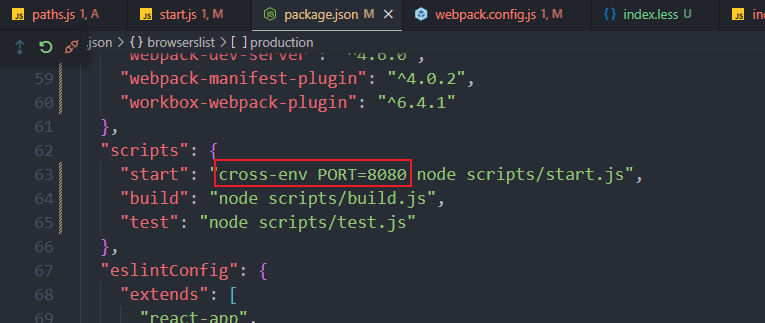 JS paths.js 1, A JS start.js 1, M package.json M × webpack.config.js 1, M {} index.less U JS in
.json > {} browserslist > [ ] production
"webpack-dev-server": "^4.6.0",
59 "webpack-manifest-plugin": "^4.0.2",
60 "workbox-webpack-plugin": "^6.4.1"
61 },
62 "scripts": {
63 "start": "cross-env PORT=8080 node scripts/start.js",
64 "build": "node scripts/build.js",
65 "test": "node scripts/test.js"
66 },
67 "eslintConfig": {
68 "extends": [
69 "react-app",